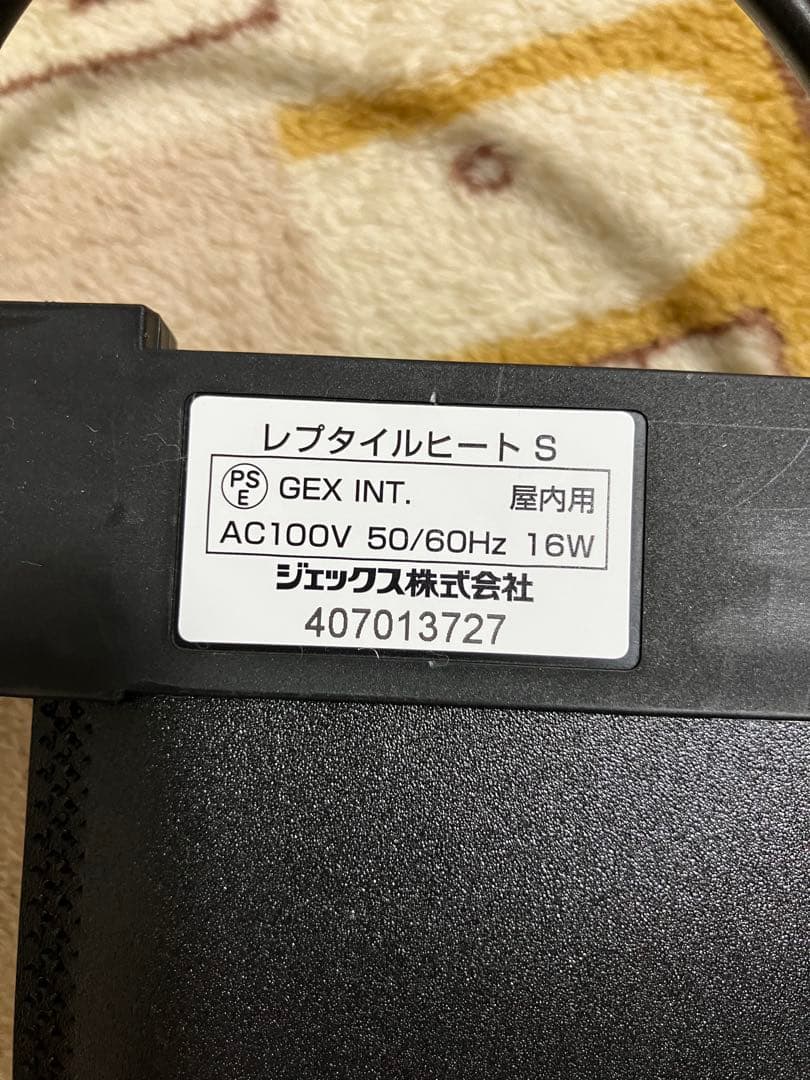 レプタイルヒート S
PS
E
GEX INT. 屋内用
AC100V 50/60Hz 16W
ジェックス株式会社
407013727